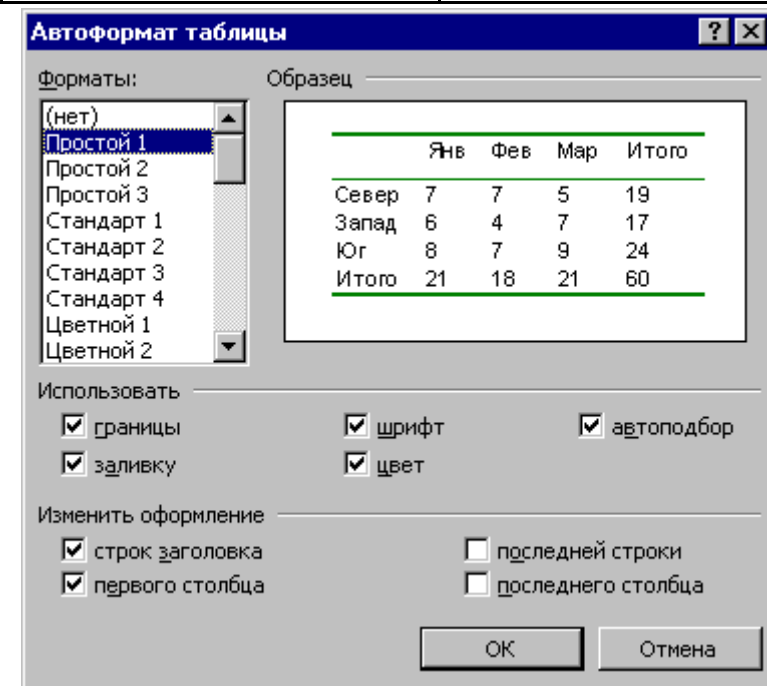 Автоформат таблицы
Форматы:
(нет)
Простой 1
Простой 2
Простой 3
Стандарт 1
Стандарт 2
Стандарт 3
Стандарт 4
Цветной 1
Цветной 2
Образец
Янв Фев Мар Итого
Север 7 7 5 19
Запад 6 4 7 17
Юг 8 7 9 24
Итого 21 18 21 60
Использовать
границы шрифт автоподбор
заливку цвет
Изменить оформление
строк заголовка последней строки
первого столбца последнего столбца
ОК Отмена